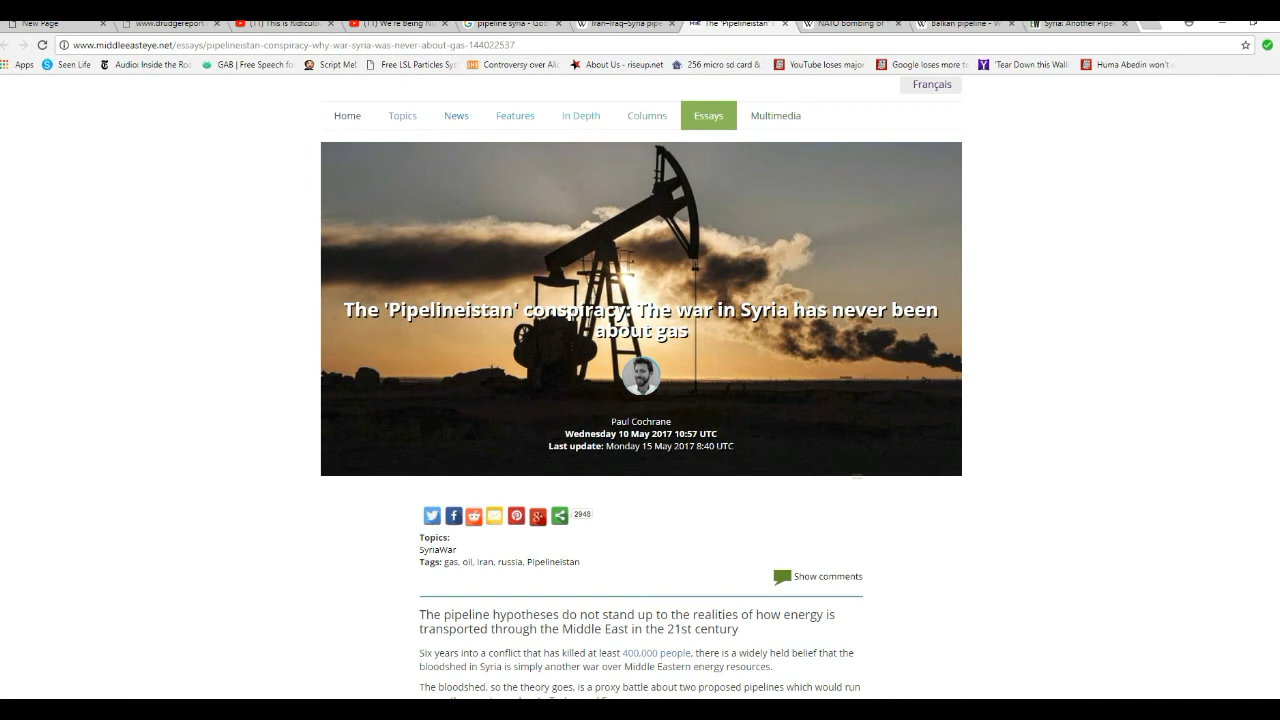 New Page
www.drudgereport
(11) This is Ridiculo
(11) We're Being N
pipeline syria - Go
Iran–Iraq–Syria pipe
The 'Pipelineistan' c
NATO bombing of
Balkan pipeline - W
Syria: Another Pipel
www.middleeasteye.net/essays/pipelineistan-conspiracy-why-war-syria-was-never-about-gas-144022537
Apps
Seen Life
Audio: Inside the Roc
GAB | Free Speech fo
Script Me!
Free LSL Particles Sys
Controversy over Alic
About Us - riseup.net
256 micro sd card &
YouTube loses major
Google loses more to
'Tear Down this Wall
Huma Abedin won't
Français
Home
Topics
News
Features
In Depth
Columns
Essays
Multimedia
The 'Pipelineistan' conspiracy: The war in Syria has never been
about gas
Paul Cochrane
Wednesday 10 May 2017 10:57 UTC
Last update: Monday 15 May 2017 8:40 UTC
2948
Topics:
SyriaWar
Tags: gas, oil, Iran, russia, Pipelineistan
Show comments
The pipeline hypotheses do not stand up to the realities of how energy is
transported through the Middle East in the 21st century
Six years into a conflict that has killed at least 400,000 people, there is a widely held belief that the
bloodshed in Syria is simply another war over Middle Eastern energy resources.
The bloodshed, so the theory goes, is a proxy battle about two proposed pipelines which would run